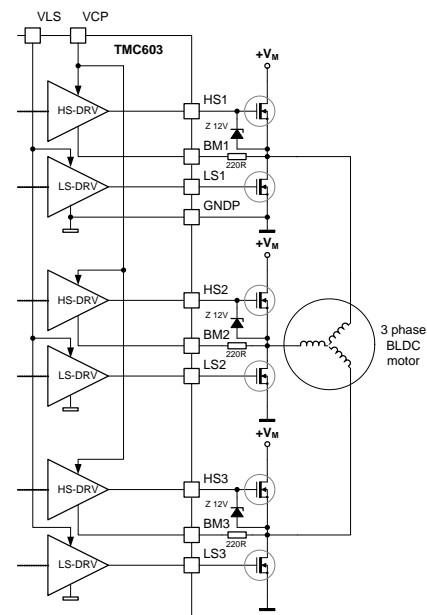 VLS
VCP
TMC603
+VM
HS-DRV
HS1
Z 12V
BM1
220R
LS-DRV
LS1
GNDP
+VM
HS-DRV
HS2
Z 12V
BM2
220R
3 phase
BLDC
motor
LS-DRV
LS2
+VM
HS-DRV
HS3
Z 12V
BM3
220R
LS-DRV
LS3